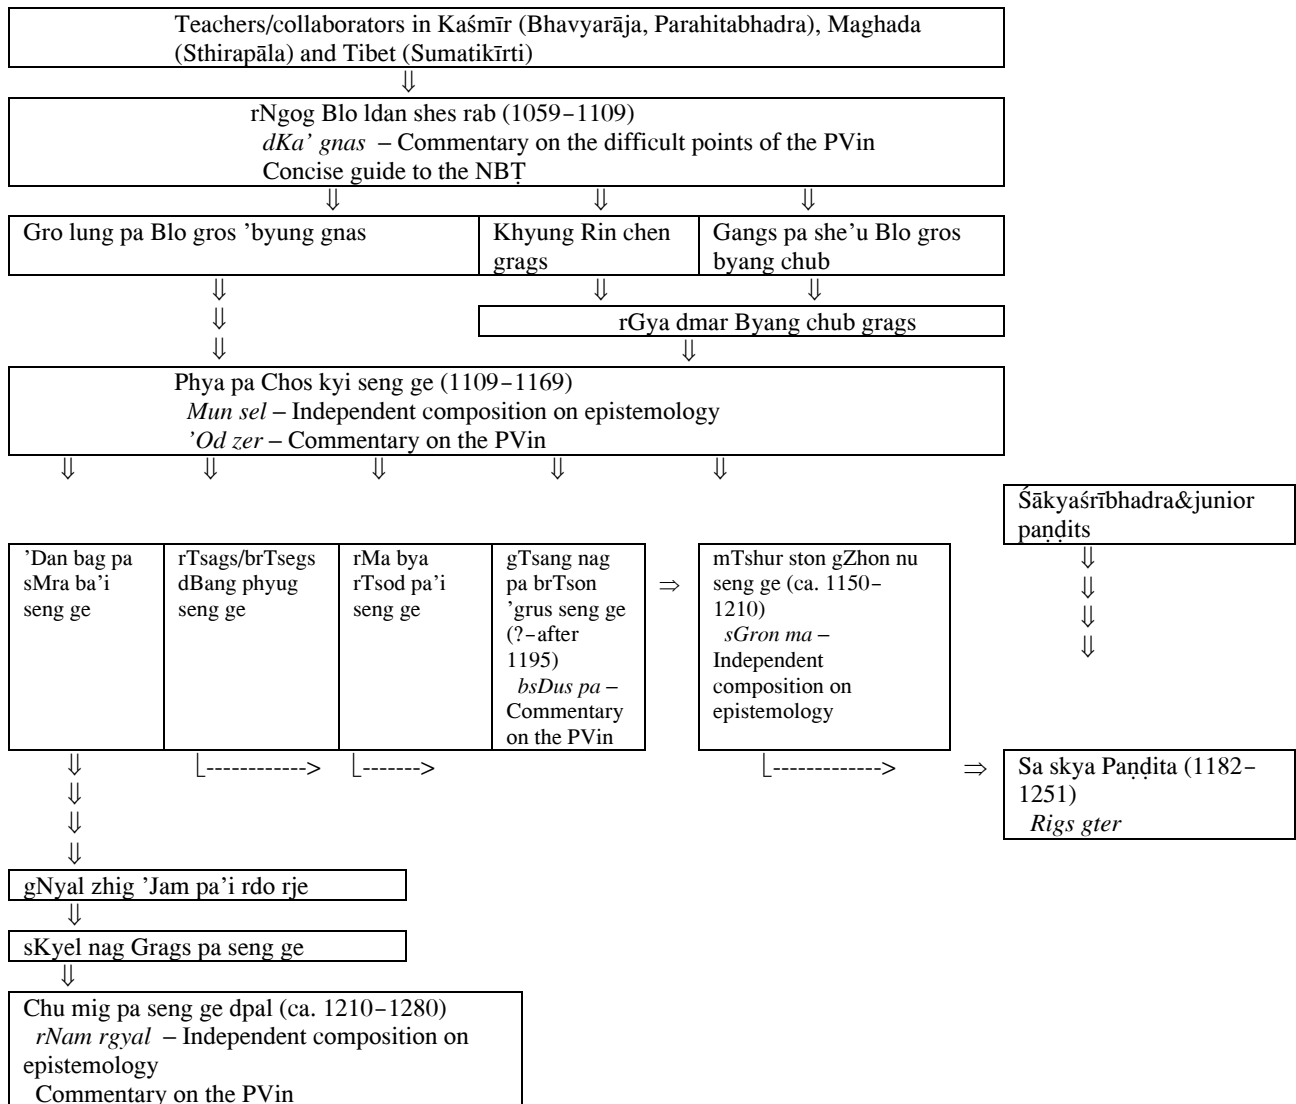 Teachers/collaborators in Kaśmīr (Bhavyarāja, Parahitabhadra), Maghada
(Sthirapāla) and Tibet (Sumatikīrti)
⇓
rNgog Blo ldan shes rab (1059–1109)
dKa’ gnas – Commentary on the difficult points of the PVin
Concise guide to the NBṬ
⇓ ⇓ ⇓
Gro lung pa Blo gros ’byung gnas
Khyung Rin chen
grags
Gangs pa she’u Blo gros
byang chub
⇓ ⇓ ⇓
⇓
rGya dmar Byang chub grags
⇓ ⇓
Phya pa Chos kyi seng ge (1109–1169)
Mun sel – Independent composition on epistemology
’Od zer – Commentary on the PVin
⇓ ⇓ ⇓ ⇓ ⇓
Śākyaśrībhadra&junior
paṇḍits
⇓
⇓
⇓
⇓
’Dan bag pa
sMra ba'i
seng ge
rTsags/brTsegs
dBang phyug
seng ge
rMa bya
rTsod pa'i
seng ge
gTsang nag
pa brTson
’grus seng ge
(?–after
1195)
bsDus pa –
Commentary
on the PVin
⇒
mTshur ston gZhon nu
seng ge (ca. 1150–
1210)
sGron ma –
Independent
composition on
epistemology
⇓ ⎣------------> ⎣-------> ⎣-------------> ⇒
Sa skya Paṇḍita (1182–
1251)
Rigs gter
⇓
⇓
⇓
gNyal zhig ’Jam pa’i rdo rje
⇓
sKyel nag Grags pa seng ge
⇓
Chu mig pa seng ge dpal (ca. 1210–1280)
rNam rgyal – Independent composition on
epistemology
Commentary on the PVin